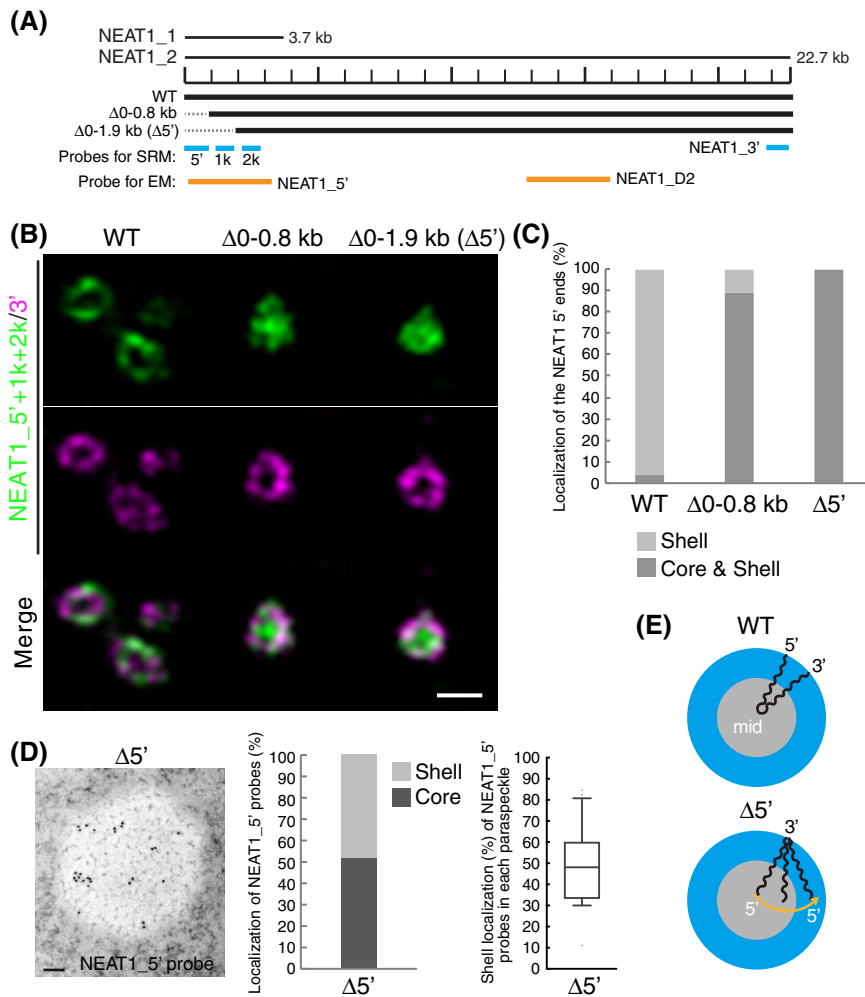 (A)
NEAT1_1
3.7 kb
NEAT1_2
22.7 kb
WT
Δ0-0.8 kb
Δ0-1.9 kb (Δ5’)
Probes for SRM:
5’
1k
2k
NEAT1_3’
Probe for EM:
NEAT1_5’
NEAT1_D2
(B)
WT
Δ0-0.8 kb
Δ0-1.9 kb (Δ5’)
NEAT1_5’+1k+2k/3’
Merge
(C)
Localization of the NEAT1 5’ ends (%)
100
90
80
70
60
50
40
30
20
10
0
WT
Δ0-0.8 kb
Δ5’
Shell
Core & Shell
(D)
Δ5’
NEAT1_5’ probe
Localization of NEAT1_5’ probes (%)
100
90
80
70
60
50
40
30
20
10
0
Δ5’
Shell
Core
Shell localization (%) of NEAT1_5’
probes in each paraspeckle
100
90
80
70
60
50
40
30
20
10
0
Δ5’
(E)
WT
5’
3’
mid
Δ5’
3’
5’
5’